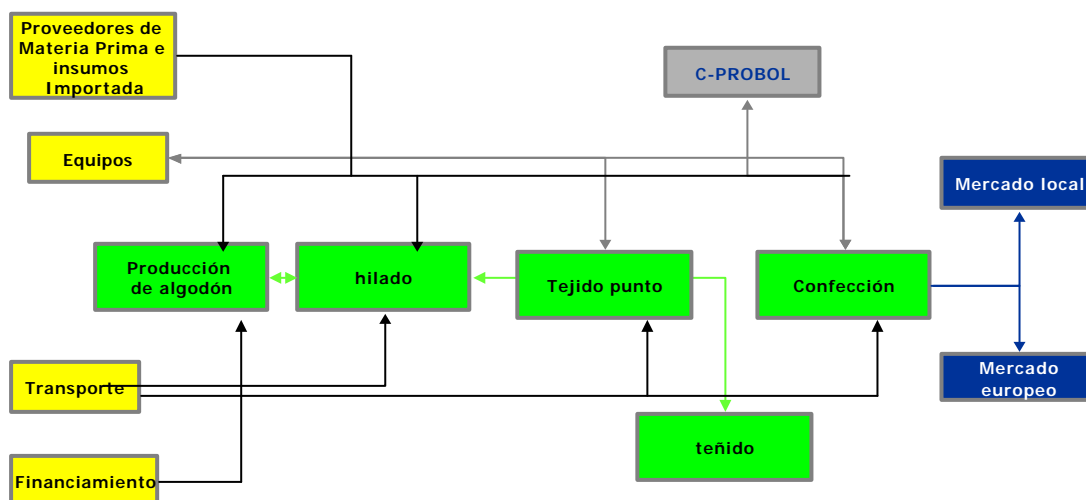 Proveedores de
Materia Prima e
insumos
Importada
C-PROBOL
Equipos
Mercado local
Producción
de algodón
hilado
Tejido punto
Confección
Transporte
Mercado
europeo
teñido
Financiamiento